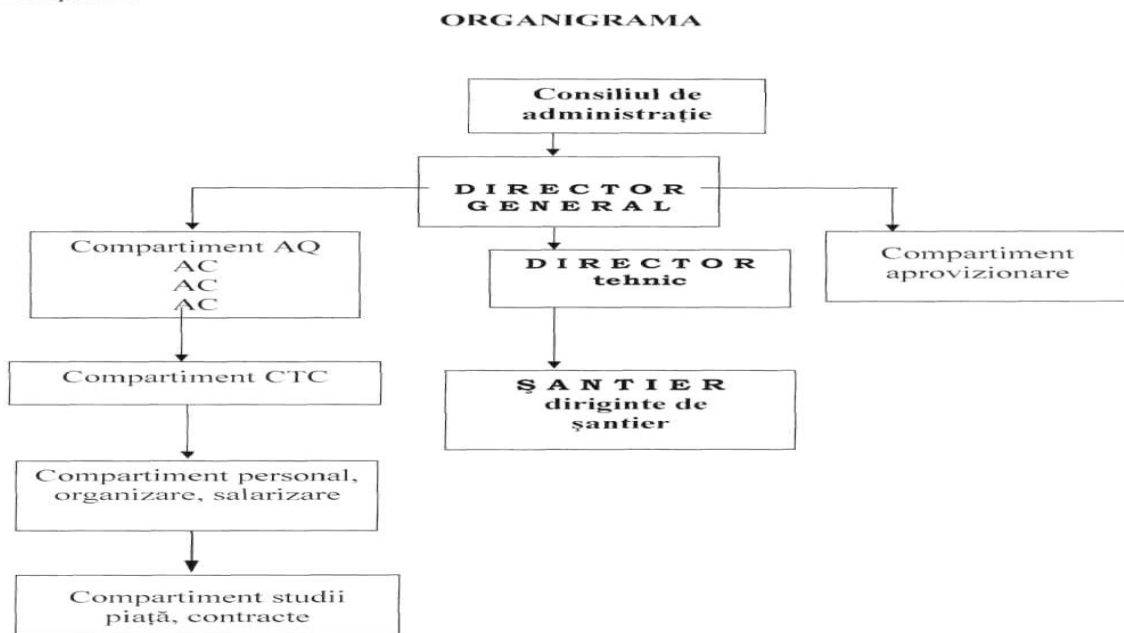 ORGANIGRAMA
Consiliul de
administrație
DIRECTOR
GENERAL
Compartiment AQ
AC
AC
AC
DIRECTOR
tehnic
Compartiment
aprovizionare
Compartiment CTC
ŞANTIER
diriginte de
şantier
Compartiment personal,
organizare, salarizare
Compartiment studii
piață, contracte